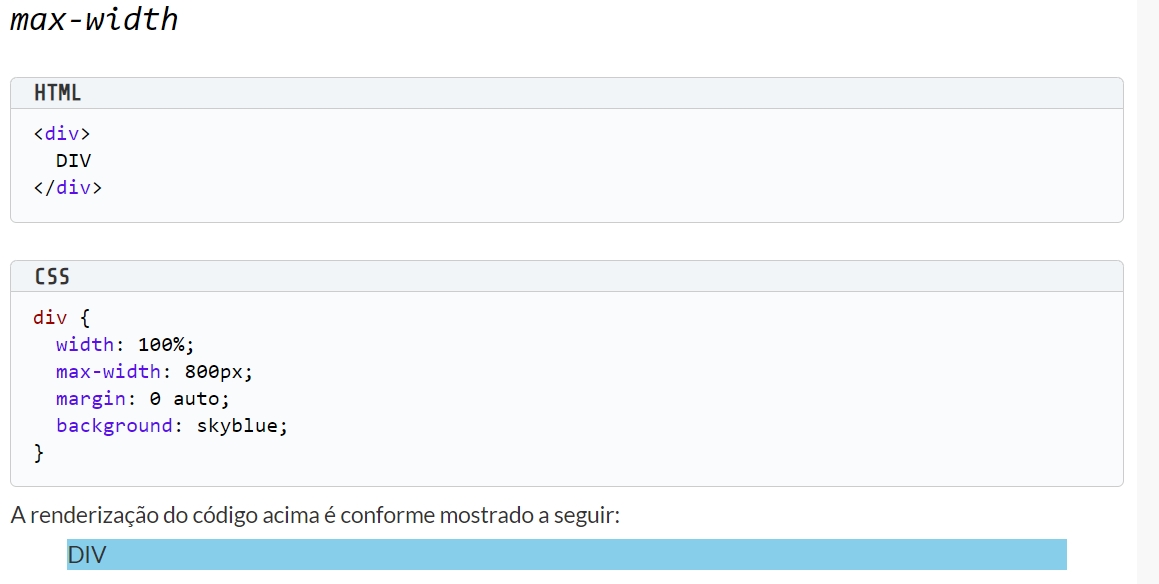 max-width
HTML
<div>
  DIV
</div>
CSS
div {
  width: 100%;
  max-width: 800px;
  margin: 0 auto;
  background: skyblue;
}
A renderização do código acima é conforme mostrado a seguir:
DIV